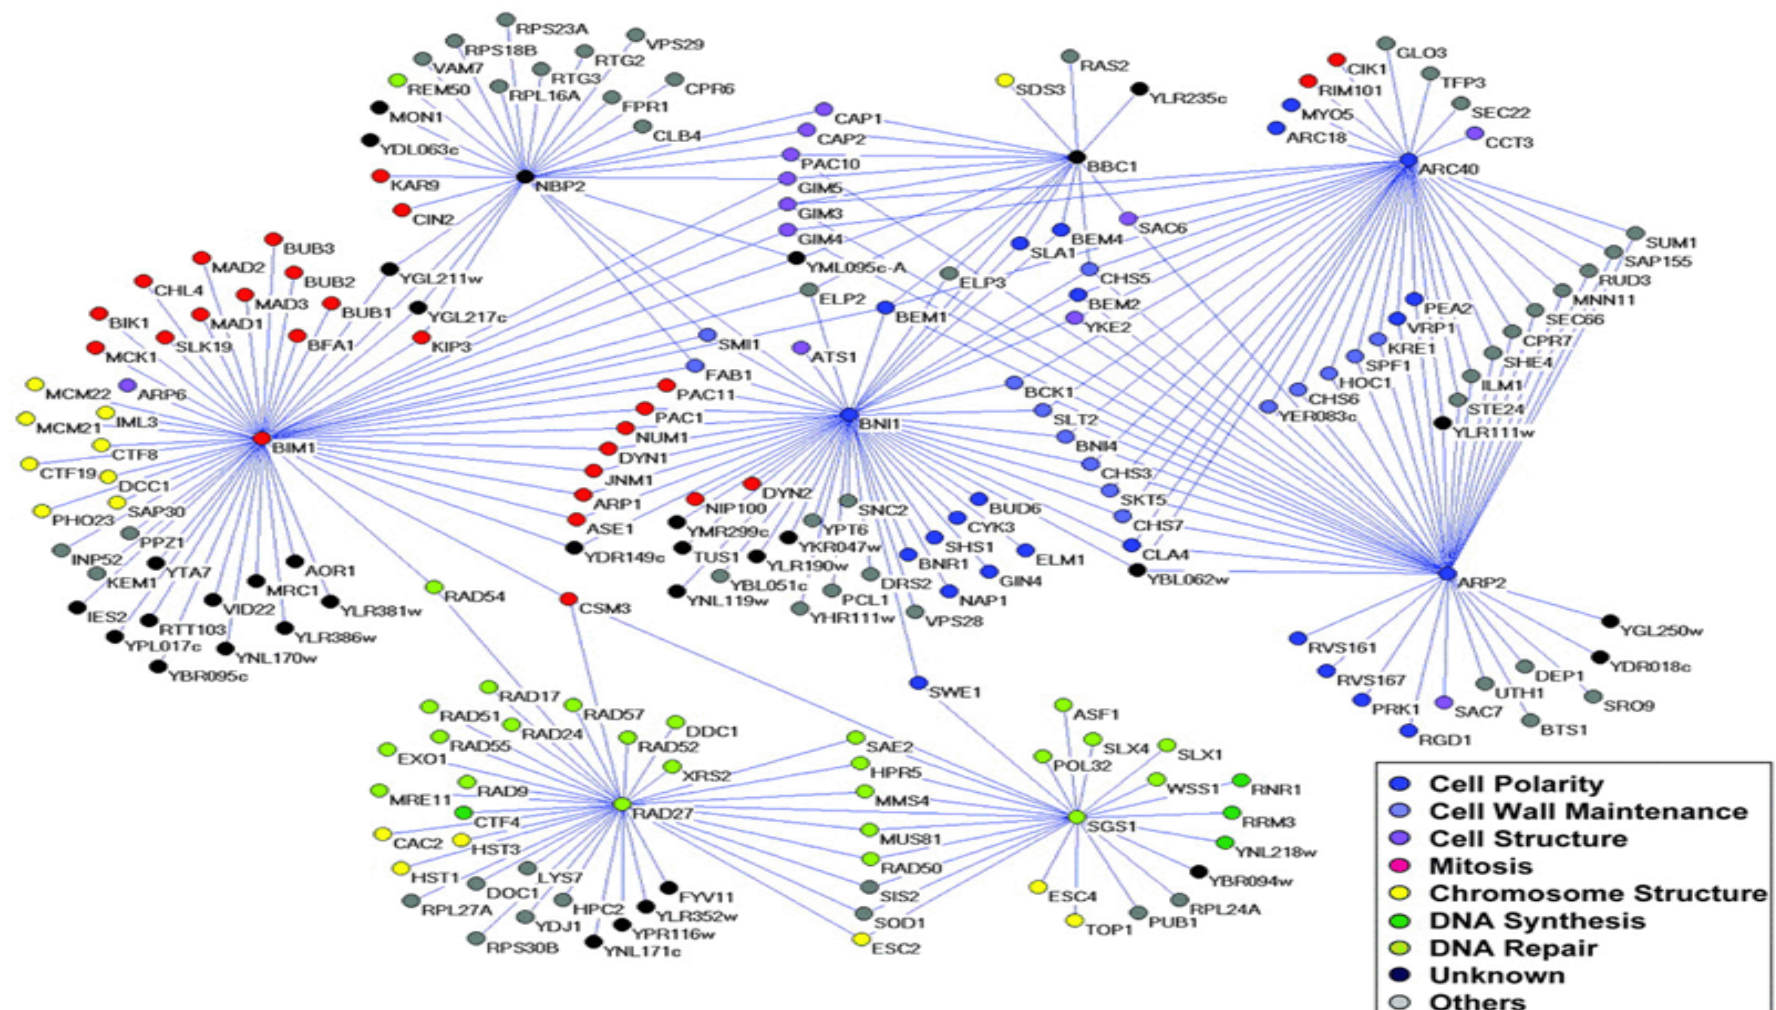 RPS23A
RPS18B
VPS29
RTG2
VAM7
RTG3
REM50
RPL16A
CPR6
FPR1
MON1
CLB4
YDL063c
KAR9
NBP2
CIN2
CAP1
CAP2
PAC10
GIM5
GIM3
GIM4
YML095c-A
ELP3
ELP2
BEM1
RAS2
SDS3
YLR235c
BBC1
SAC6
BEM4
SLA1
CHS5
BEM2
YKE2
GLO3
CIK1
RIM101
TFP3
MYO5
SEC22
ARC18
CCT3
ARC40
SUM1
SAP155
RUD3
MNN11
PEA2
SEC66
VRP1
CPR7
KRE1
SHE4
SPF1
HOC1
ILM1
CHS6
STE24
YER083c
YLR111w
BUB3
MAD2
BUB2
CHL4
MAD3
BUB1
BIK1
MAD1
SLK19
BFA1
MCK1
YGL211w
YGL217c
KIP3
MCM22
ARP6
MCM21
IML3
CTF8
BIM1
CTF19
DCC1
PHO23
SAP30
PPZ1
INP52
KEM1
YTA7
AOR1
MRC1
IES2
VID22
YLR381w
RTT103
YPL017c
YLR386w
YNL170w
YBR095c
SMI1
FAB1
ATS1
PAC11
PAC1
NUM1
DYN1
JNM1
ARP1
ASE1
YDR149c
BNI1
DYN2
NIP100
YMR299c
SNC2
YPT6
YKR047w
TUS1
YLR190w
YBL051c
DRS2
YNL119w
PCL1
YHR111w
VPS28
BUD6
CYK3
SHS1
BNR1
ELM1
GIN4
NAP1
SWE1
BCK1
SLT2
BNI4
CHS3
SKT5
CHS7
CLA4
YBL062w
ARP2
RVS161
RVS167
PRK1
RGD1
SAC7
UTH1
DEP1
BTS1
SRO9
YDR018c
YGL250w
RAD54
CSM3
RAD17
RAD51
RAD57
RAD24
DDC1
RAD55
RAD52
EXO1
XRS2
RAD9
MRE11
RAD27
CTF4
CAC2
HST3
HST1
LYS7
DOC1
FYV11
RPL27A
HPC2
YLR352w
YDJ1
YPR116w
RPS30B
YNL171c
SAE2
HPR5
MMS4
MUS81
RAD50
SIS2
SOD1
ESC2
ASF1
SLX4
SLX1
POL32
WSS1
RNR1
SGS1
RRM3
YNL218w
YBR094w
ESC4
RPL24A
TOP1
PUB1
Cell Polarity
Cell Wall Maintenance
Cell Structure
Mitosis
Chromosome Structure
DNA Synthesis
DNA Repair
Unknown
Others